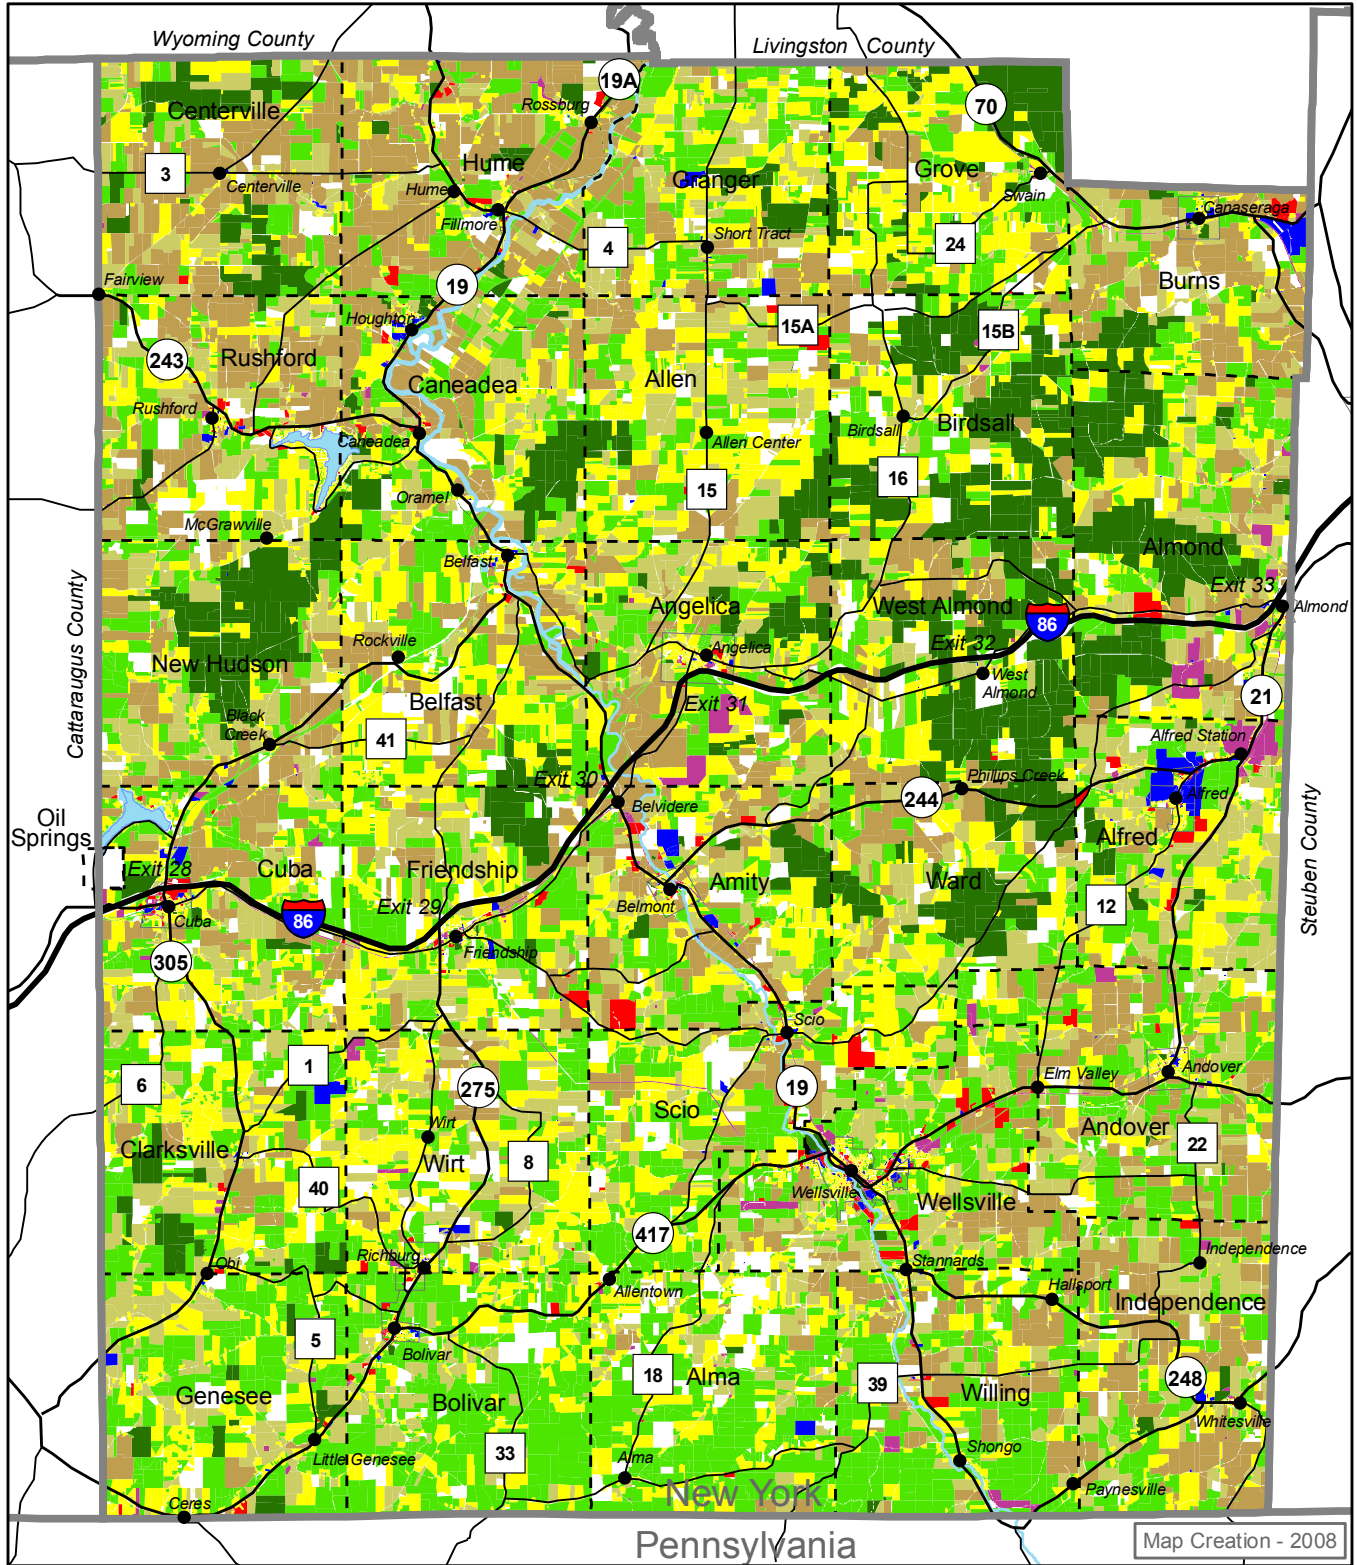 Wyoming County
Livingston County
19A
Rossburg
70
Centerville
Hume
Granger
Grove
3
Centerville
Hume
Swain
Fillmore
Canaseraga
4
Short Tract
24
Burns
Fairview
19
Houghton
15A
15B
243
Rushford
Caneadea
Allen
Rushford
Birdsall
Birdsall
Caneadea
Allen Center
16
15
Oramel
McGrawville
Almond
Belfast
Exit 33
Cattaraugus County
Angelica
West Almond
86
Almond
Rockville
Angelica
Exit 32
New Hudson
West
Almond
21
Belfast
Exit 31
Black
Creek
41
Alfred Station
Exit 30
Phillips Creek
Belvidere
244
Alfred
Oil
Springs
Alfred
Steuben County
Exit 28
Cuba
Friendship
Amity
Ward
86
Exit 29
Belmont
12
Cuba
Friendship
305
Scio
1
6
275
19
Elm Valley
Andover
Scio
Wirt
Andover
Clarksville
Wirt
8
22
40
Wellsville
Wellsville
417
Richburg
Obi
Stannards
Independence
Allentown
Hallsport
Independence
5
Bolivar
18
Alma
39
Willing
248
Genesee
Bolivar
Whitesville
33
Little Genesee
Alma
Shongo
Paynesville
New York
Ceres
Pennsylvania
Map Creation - 2008